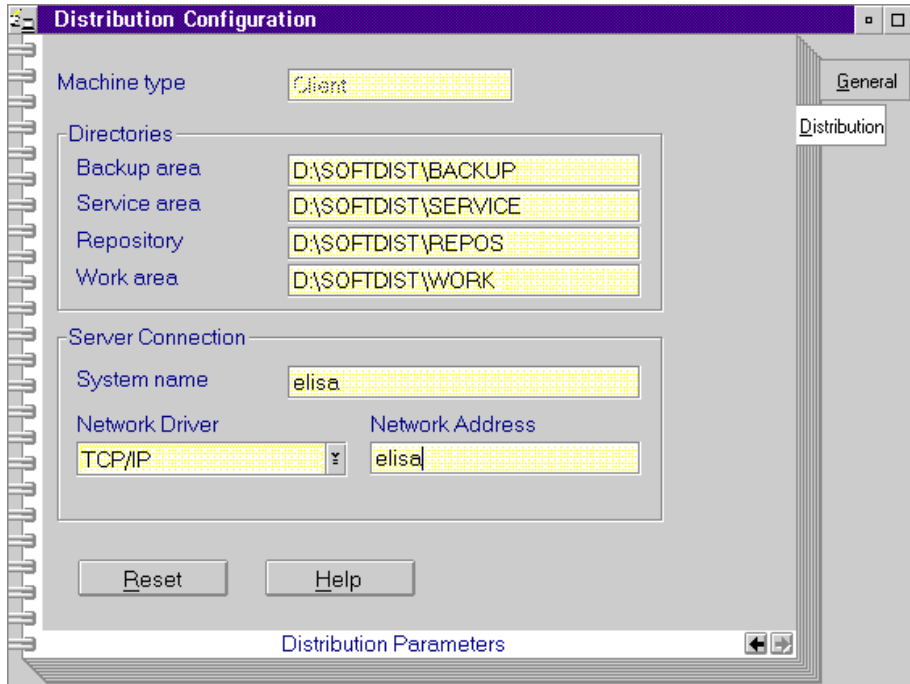 Distribution Configuration
Machine type Client
General
Distribution
Directories
Backup area D:\SOFTDIST\BACKUP
Service area D:\SOFTDIST\SERVICE
Repository D:\SOFTDIST\REPOS
Work area D:\SOFTDIST\WORK
Server Connection
System name elisa
Network Driver Network Address
TCP/IP elisa
Reset Help
Distribution Parameters